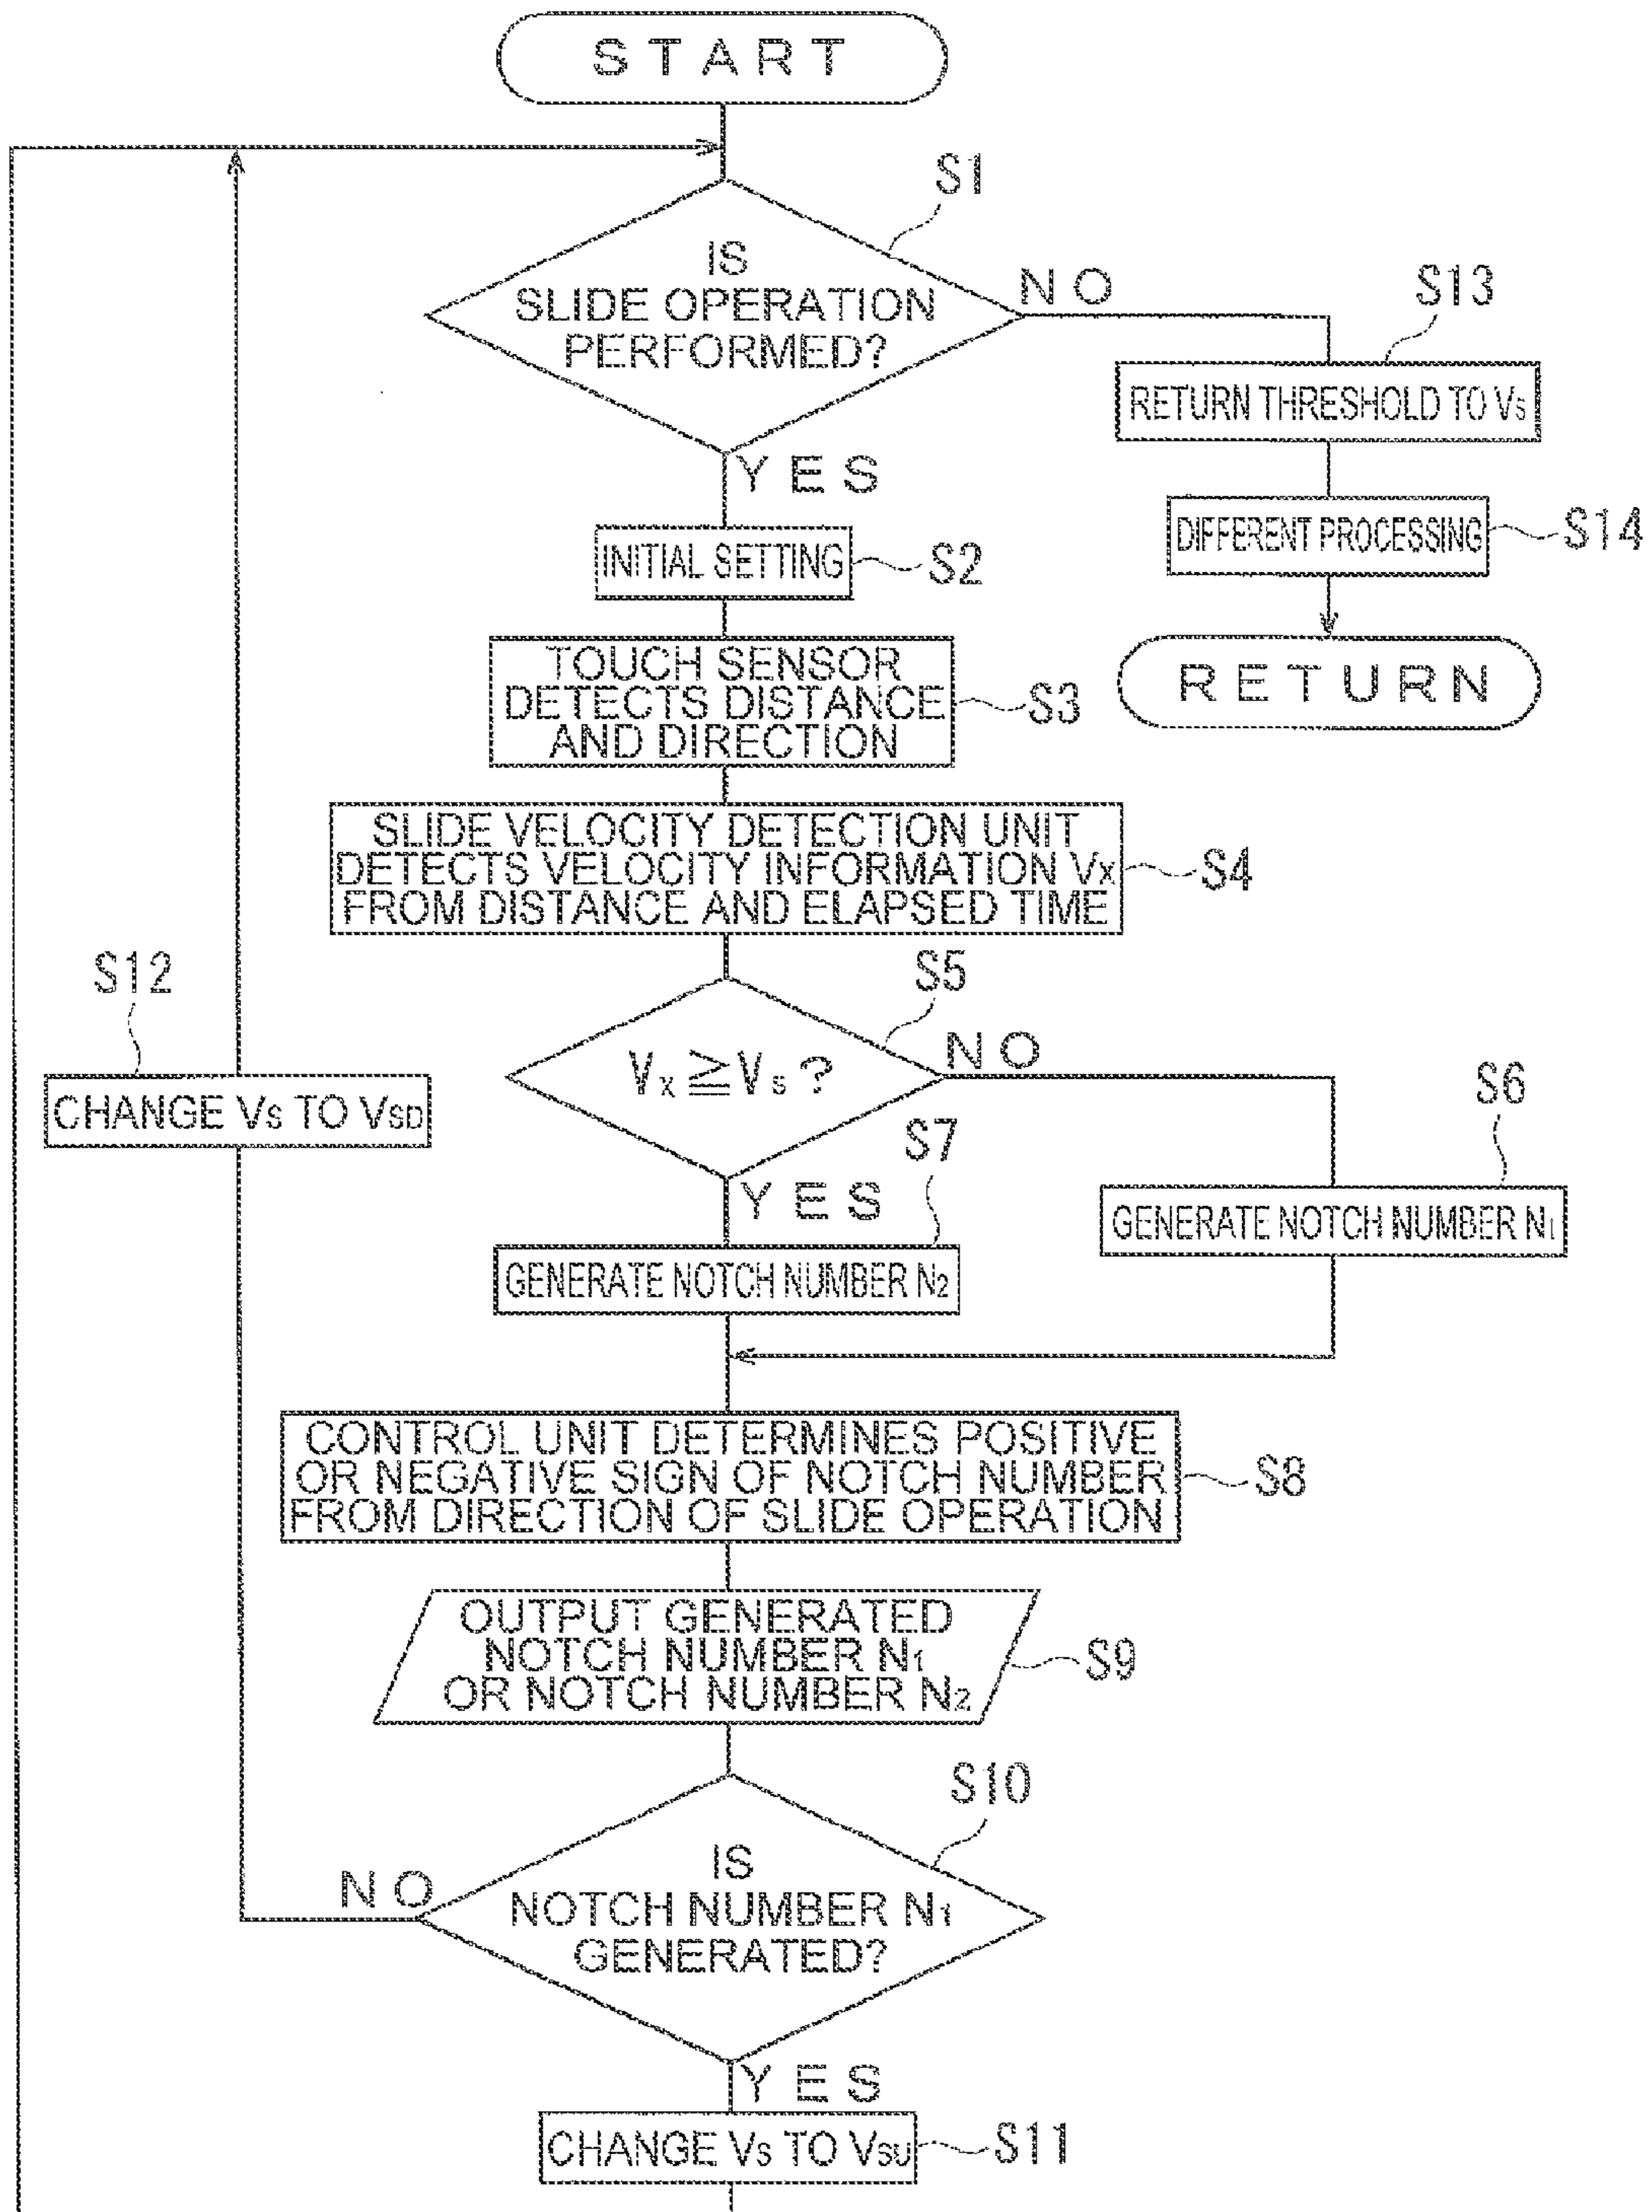 START
S1
IS
SLIDE OPERATION
PERFORMED?
NO
S13
RETURN THRESHOLD TO Vs
YES
DIFFERENT PROCESSING
S14
INITIAL SETTING
S2
RETURN
TOUCH SENSOR
DETECTS DISTANCE
AND DIRECTION
S3
SLIDE VELOCITY DETECTION UNIT
DETECTS VELOCITY INFORMATION Vx
FROM DISTANCE AND ELAPSED TIME
S4
S12
CHANGE Vs TO VSD
S5
Vx ≧ Vs ?
NO
S6
GENERATE NOTCH NUMBER N1
YES
S7
GENERATE NOTCH NUMBER N2
CONTROL UNIT DETERMINES POSITIVE
OR NEGATIVE SIGN OF NOTCH NUMBER
FROM DIRECTION OF SLIDE OPERATION
S8
OUTPUT GENERATED
NOTCH NUMBER N1
OR NOTCH NUMBER N2
S9
S10
IS
NOTCH NUMBER N1
GENERATED?
NO
YES
CHANGE Vs TO VSU
S11